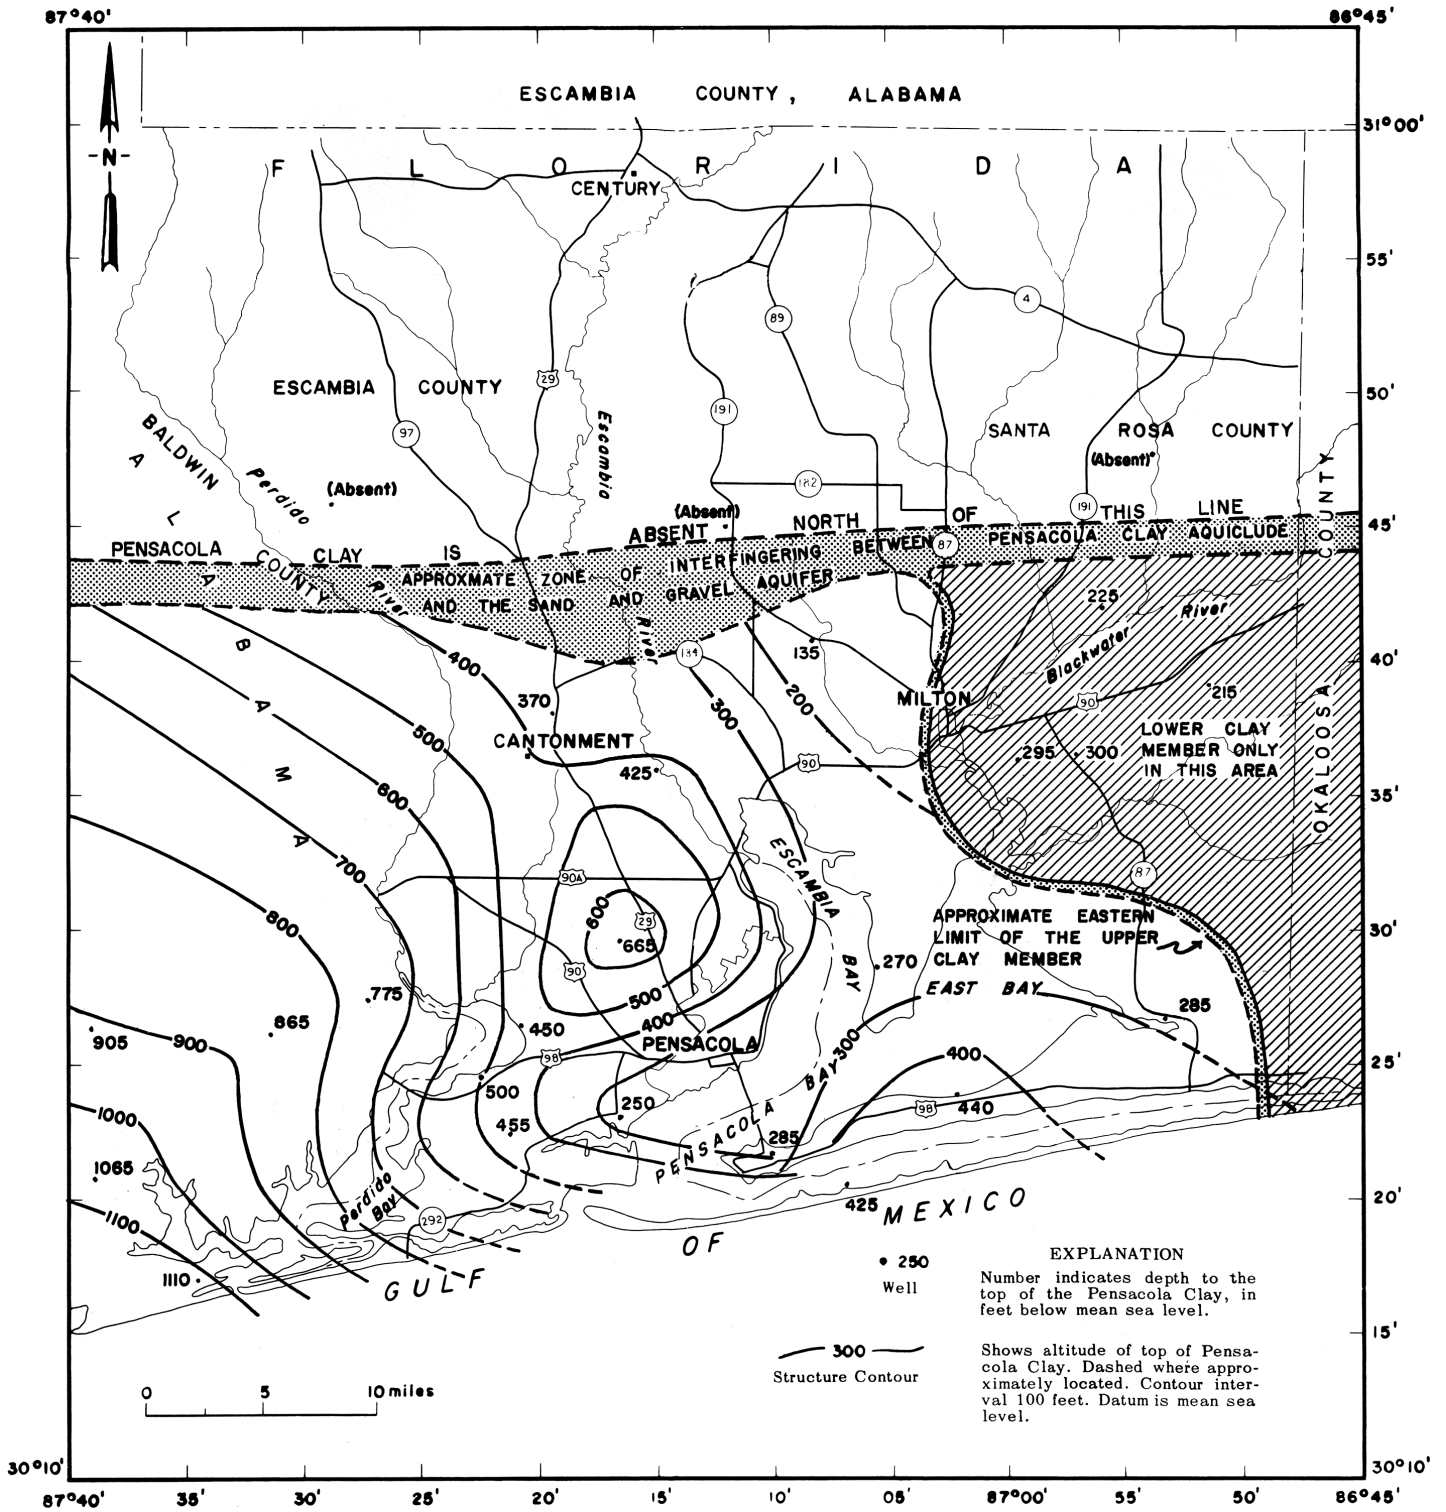 87°40' 86°45'
ESCAMBIA COUNTY, ALABAMA
31°00'
-N-
F L O R I D A
CENTURY
55'
4
89
29
ESCAMBIA COUNTY
50'
191
97
Escambia
SANTA ROSA COUNTY
BALDWIN
(Absent)
182
Perdido
(Absent)
(Absent)
191
COUNTY
45'
PENSACOLA CLAY IS ABSENT NORTH OF THIS LINE
87
APPROXMATE ZONE OF INTERFINGERING BETWEEN PENSACOLA CLAY AQUICLUDE
AND THE SAND AND GRAVEL AQUIFER
COUNTY
River
River
A L A B A M A
225
River
Blackwater
40'
400
134
135
300
200
370
MILTON
215
90
500
CANTONMENT
LOWER CLAY
MEMBER ONLY
IN THIS AREA
295
300
425
90
OKALOOSA
600
35'
ESCAMBIA
700
90A
87
600
29
800
665
APPROXIMATE EASTERN
LIMIT OF THE UPPER
CLAY MEMBER
30'
BAY
270
90
EAST BAY
775
500
285
865
450
400
905
900
PENSACOLA
300
98
BAY
400
25'
500
250
PENSACOLA
98
440
1000
455
285
1065
Perdido
Bay
425
20'
1100
292
MEXICO
OF
1110
GULF
250
Well
EXPLANATION
Number indicates depth to the
top of the Pensacola Clay, in
feet below mean sea level.
15'
300
Structure Contour
Shows altitude of top of Pensa-
cola Clay. Dashed where appro-
ximately located. Contour inter-
val 100 feet. Datum is mean sea
level.
0 5 10 miles
30°10' 30°10'
87°40' 35' 30' 25' 20' 15' 10' 05' 87°00' 55' 50' 86°45'